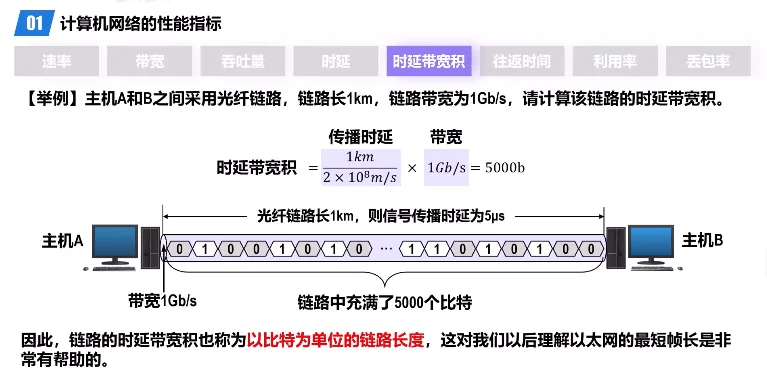 01 计算机网络的性能指标
速率 带宽 吞吐量 时延 时延带宽积 往返时间 利用率 丢包率
【举例】主机A和B之间采用光纤链路，链路长1km，链路带宽为1Gb/s，请计算该链路的时延带宽积。
传播时延 带宽
时延带宽积 = 1km / 2 × 10⁸m/s × 1Gb/s = 5000b
光纤链路长1km，则信号传播时延为5μs
主机A 0 1 0 0 1 0 1 0 … 1 1 0 1 0 1 0 0 主机B
带宽1Gb/s 链路中充满了5000个比特
因此，链路的时延带宽积也称为以比特为单位的链路长度，这对我们以后理解以太网的最短帧长是非
常有帮助的。